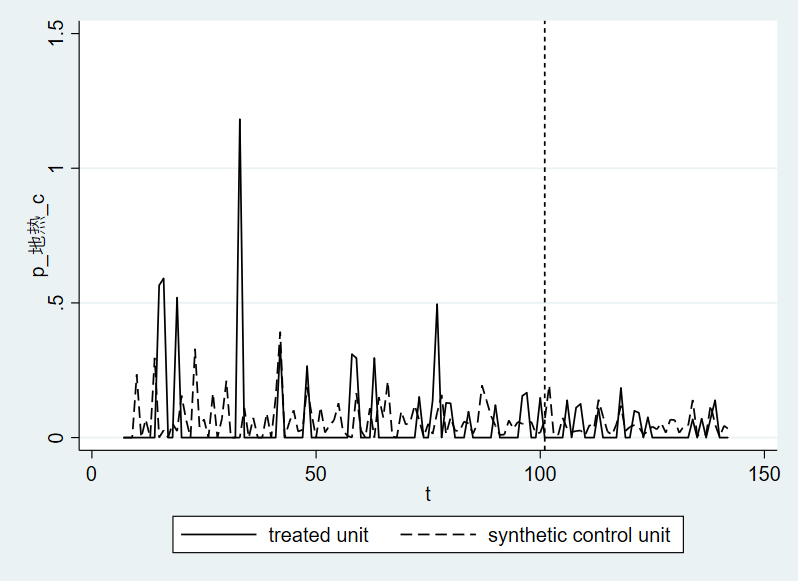 1.5
1
.5
0
p_地热_c
0
50
100
150
t
treated unit
synthetic control unit